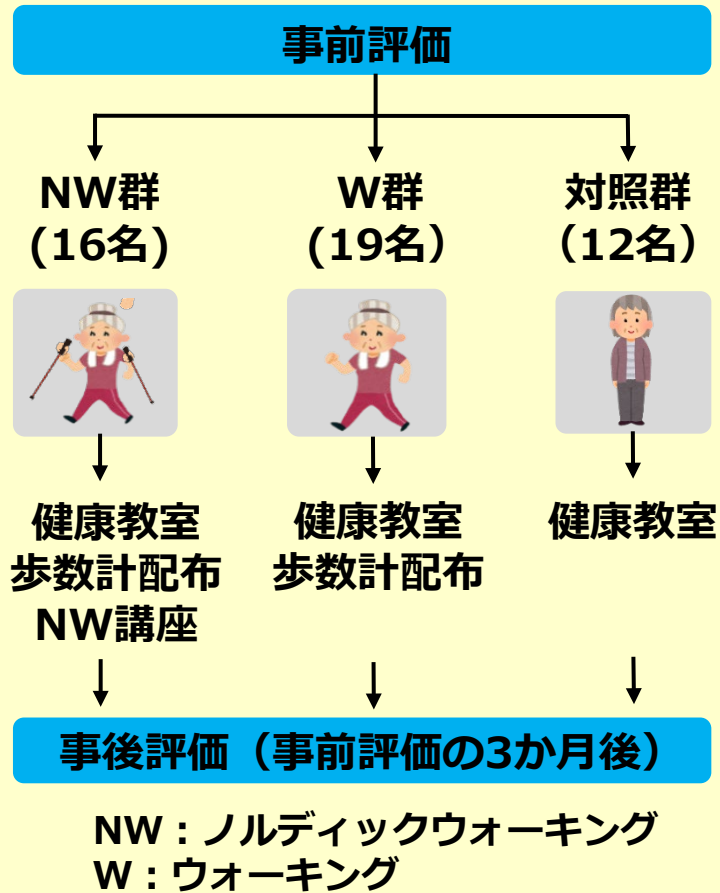 事前評価
NW群
(16名)
W群
(19名）
対照群
（12名）
健康教室
歩数計配布
NW講座
健康教室
歩数計配布
健康教室
事後評価（事前評価の3か月後）
NW：ノルディックウォーキング
W：ウォーキング